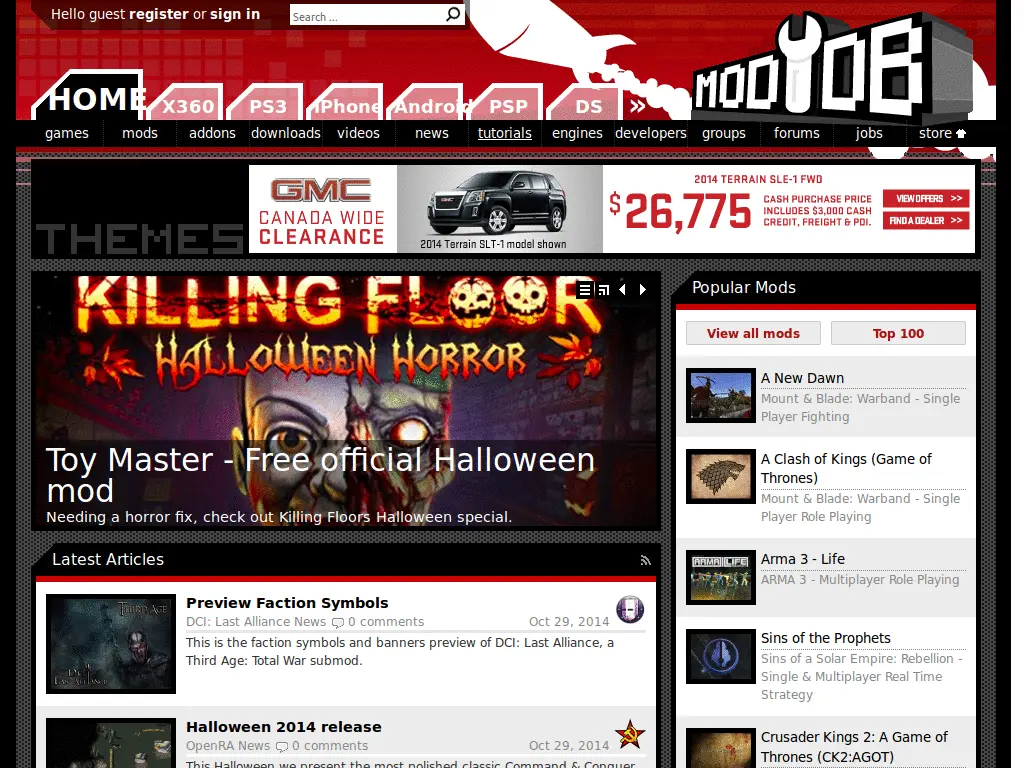 Hello guest register or sign in
Search ...
MOD DB
HOME X360 PS3 iPhone Android PSP DS »
games mods addons downloads videos news tutorials engines developers groups forums jobs store
THEMES
GMC
CANADA WIDE
CLEARANCE
2014 Terrain SLT-1 model shown
2014 TERRAIN SLE-1 FWD
$26,775
CASH PURCHASE PRICE
INCLUDES $3,000 CASH
CREDIT, FREIGHT & PDI.
VIEW OFFERS >>
FIND A DEALER >>
KILLING FLOOR
HALLOWEEN HORROR
Toy Master - Free official Halloween
mod
Needing a horror fix, check out Killing Floors Halloween special.
Popular Mods
View all mods Top 100
A New Dawn
Mount & Blade: Warband - Single
Player Fighting
A Clash of Kings (Game of
Thrones)
Mount & Blade: Warband - Single
Player Role Playing
ARMA LIFE
Arma 3 - Life
ARMA 3 - Multiplayer Role Playing
Sins of the Prophets
Sins of a Solar Empire: Rebellion -
Single & Multiplayer Real Time
Strategy
Crusader Kings 2: A Game of
Thrones (CK2:AGOT)
Latest Articles
THIRD AGE
DCI
LAST ALLIANCE
Preview Faction Symbols
DCI: Last Alliance News 0 comments Oct 29, 2014
This is the faction symbols and banners preview of DCI: Last Alliance, a
Third Age: Total War submod.
Halloween 2014 release
OpenRA News 0 comments Oct 29, 2014
This Halloween we present the most polished classic Command & Conquer